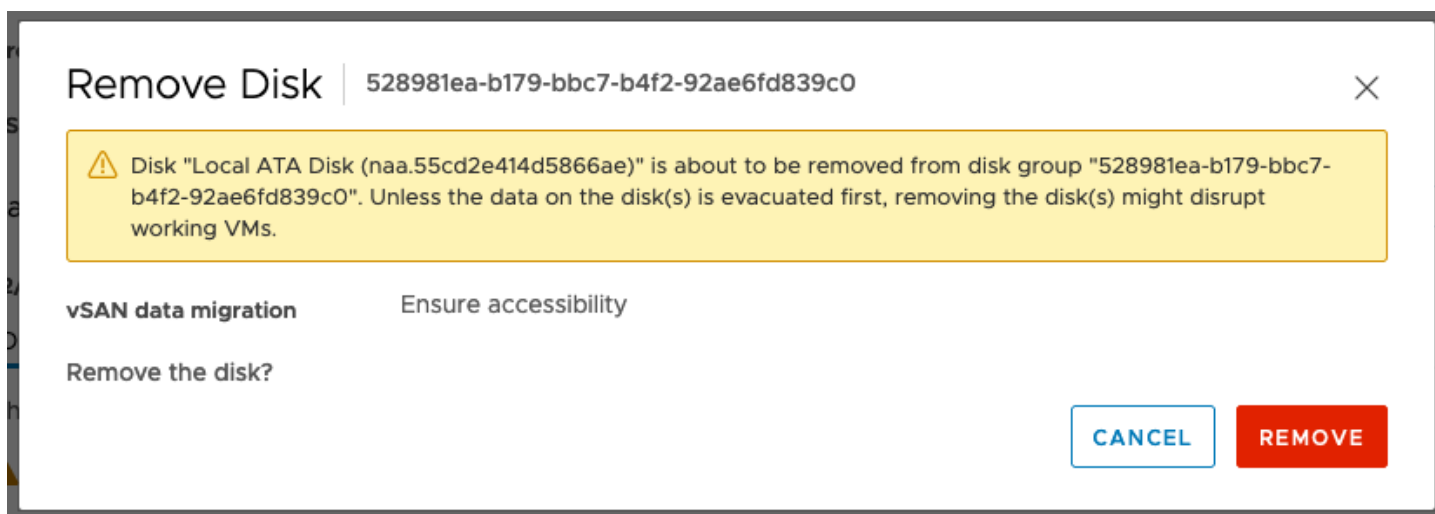 Remove Disk 528981ea-b179-bbc7-b4f2-92ae6fd839c0
Disk "Local ATA Disk (naa.55cd2e414d5866ae)" is about to be removed from disk group "528981ea-b179-bbc7-
b4f2-92ae6fd839c0". Unless the data on the disk(s) is evacuated first, removing the disk(s) might disrupt
working VMs.
vSAN data migration Ensure accessibility
Remove the disk?
CANCEL REMOVE